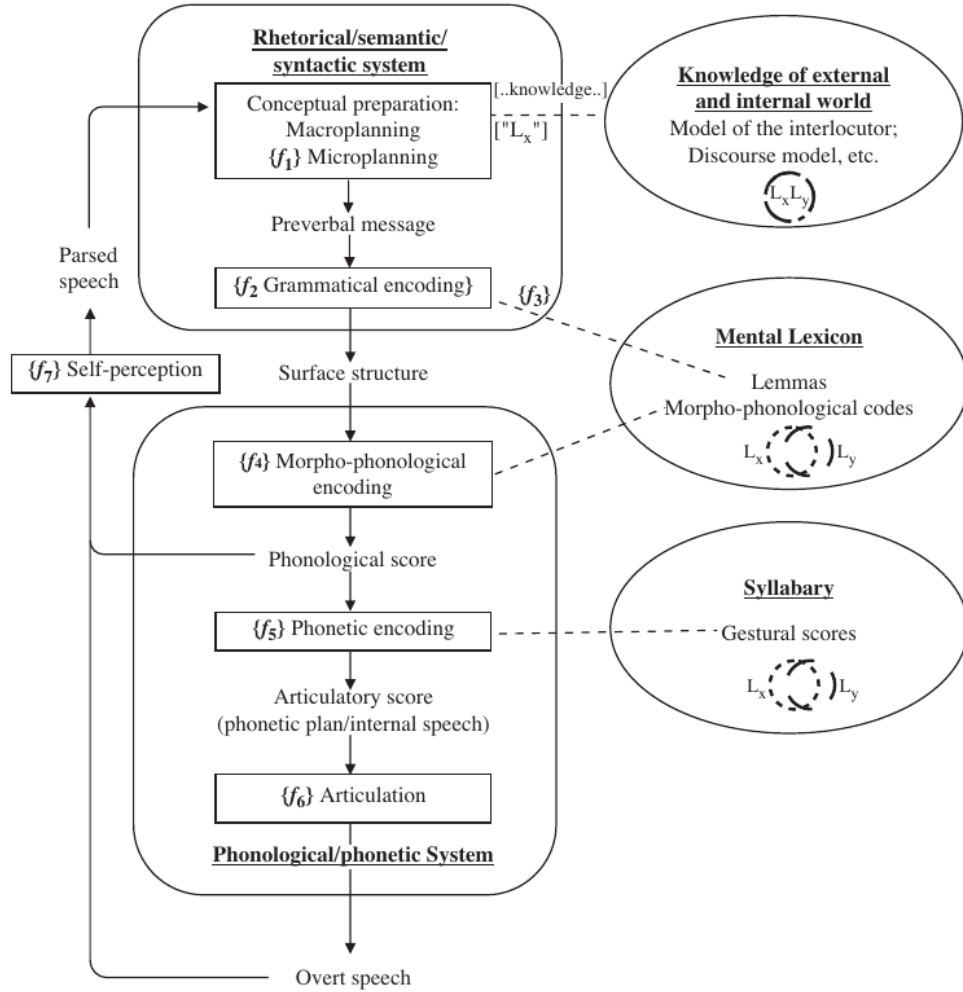 Rhetorical/semantic/
syntactic system
Conceptual preparation:
Macroplanning
{f1} Microplanning
[..knowledge..]
["Lx"]
Knowledge of external
and internal world
Model of the interlocutor;
Discourse model, etc.
LxLy
Preverbal message
Parsed
speech
{f2 Grammatical encoding}
{f3}
Mental Lexicon
Lemmas
Morpho-phonological codes
Lx Ly
{f7} Self-perception
Surface structure
{f4} Morpho-phonological
encoding
Phonological score
Syllabary
Gestural scores
Lx Ly
{f5} Phonetic encoding
Articulatory score
(phonetic plan/internal speech)
{f6} Articulation
Phonological/phonetic System
Overt speech